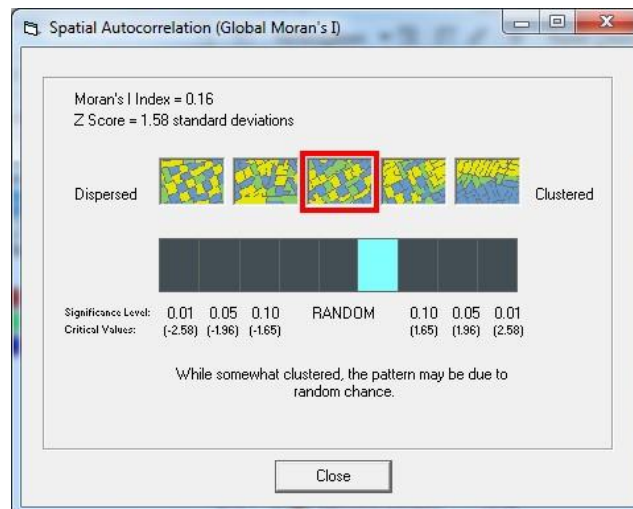 Spatial Autocorrelation (Global Moran's I)
Moran's I Index = 0.16
Z Score = 1.58 standard deviations
Dispersed
Clustered
Significance Level: 0.01 0.05 0.10 RANDOM 0.10 0.05 0.01
Critical Values: (-2.58) (-1.96) (-1.65) (1.65) (1.96) (2.58)
While somewhat clustered, the pattern may be due to
random chance.
Close